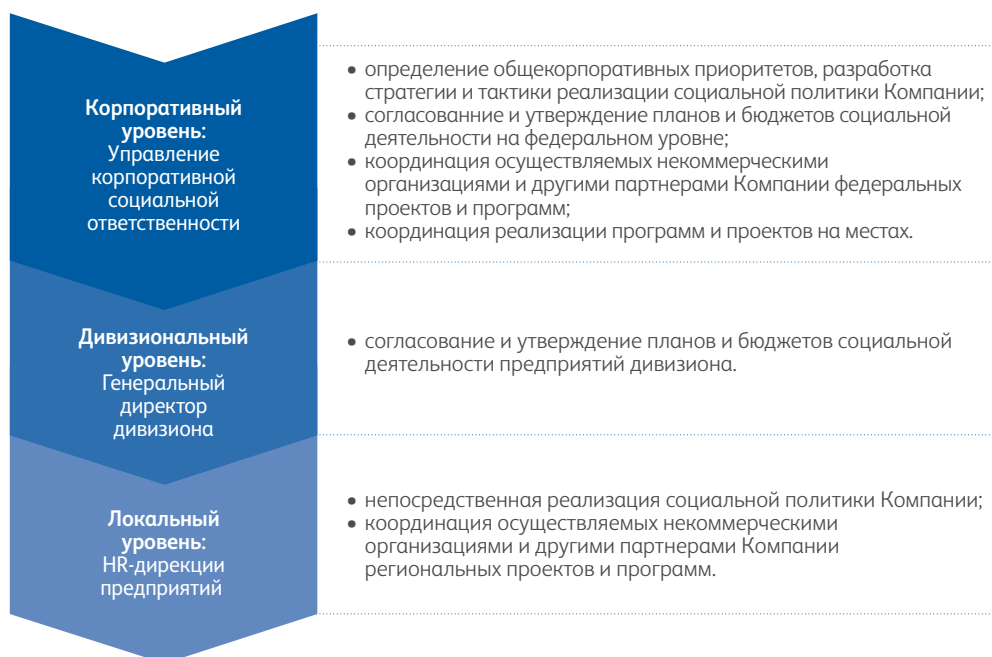 Корпоративный
уровень:
Управление
корпоративной
социальной
ответственности
• определение общекорпоративных приоритетов, разработка
стратегии и тактики реализации социальной политики Компании;
• согласованние и утверждение планов и бюджетов социальной
деятельности на федеральном уровне;
• координация осуществляемых некоммерческими
организациями и другими партнерами Компании федеральных
проектов и программ;
• координация реализации программ и проектов на местах.
Дивизиональный
уровень:
Генеральный
директор
дивизиона
• согласование и утверждение планов и бюджетов социальной
деятельности предприятий дивизиона.
Локальный
уровень:
HR-дирекции
предприятий
• непосредственная реализация социальной политики Компании;
• координация осуществляемых некоммерческими
организациями и другими партнерами Компании
региональных проектов и программ.